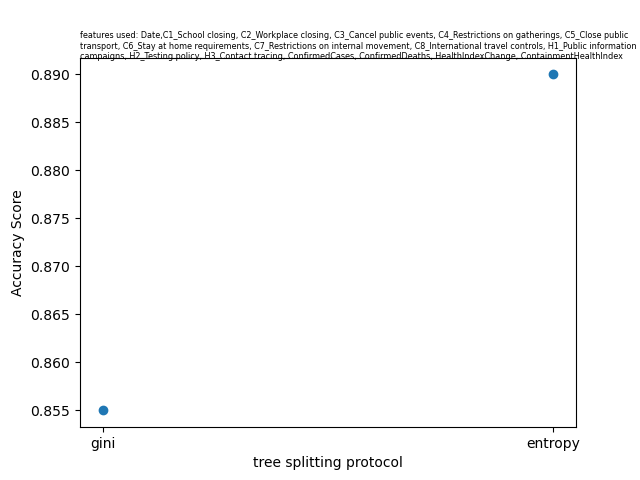 features used: Date,C1_School closing, C2_Workplace closing, C3_Cancel public events, C4_Restrictions on gatherings, C5_Close public
transport, C6_Stay at home requirements, C7_Restrictions on internal movement, C8_International travel controls, H1_Public information
campaigns, H2_Testing policy, H3_Contact tracing, ConfirmedCases, ConfirmedDeaths, HealthIndexChange, ContainmentHealthIndex
0.890
0.885
0.880
0.875
0.870
0.865
0.860
0.855
Accuracy Score
gini
entropy
tree splitting protocol